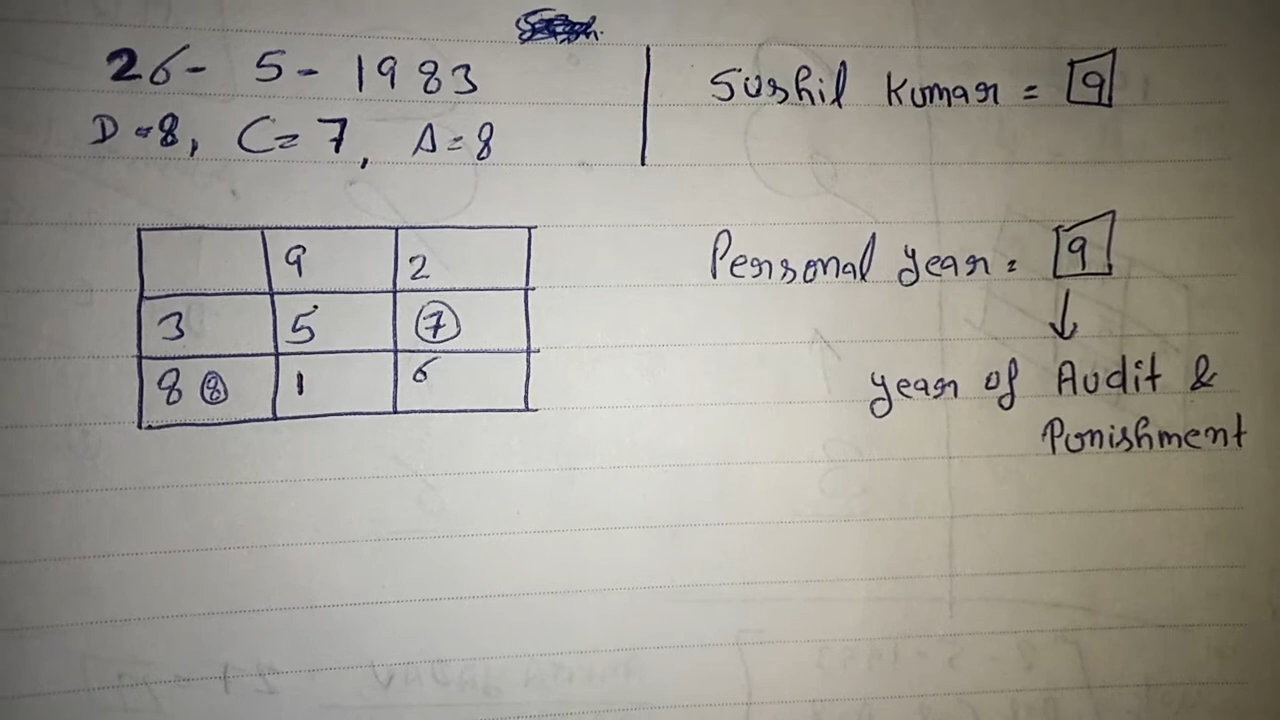 26- 5- 1983
D=8, C=7, A=8
Sushil Kumar = 9
9 2
3 5 7
8 8 1 6
Personal year = 9
↓
year of Audit &
Punishment